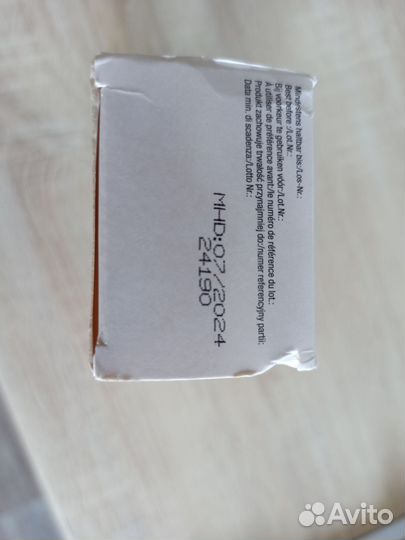 Mindestens haltbar bis:/Los-Nr.:
Best before :/Lot.Nr.:
Bij voorkeur te gebruiken vóór:/Lot.Nr.:
À utiliser de préférence avant:/le numéro de référence du lot.:
Produkt zachowuje trwałość przynajmniej do:/numer referencyjny partii:
Data min. di scadenza:/Lotto Nr.:
MHD:07/2024
24190
Avito